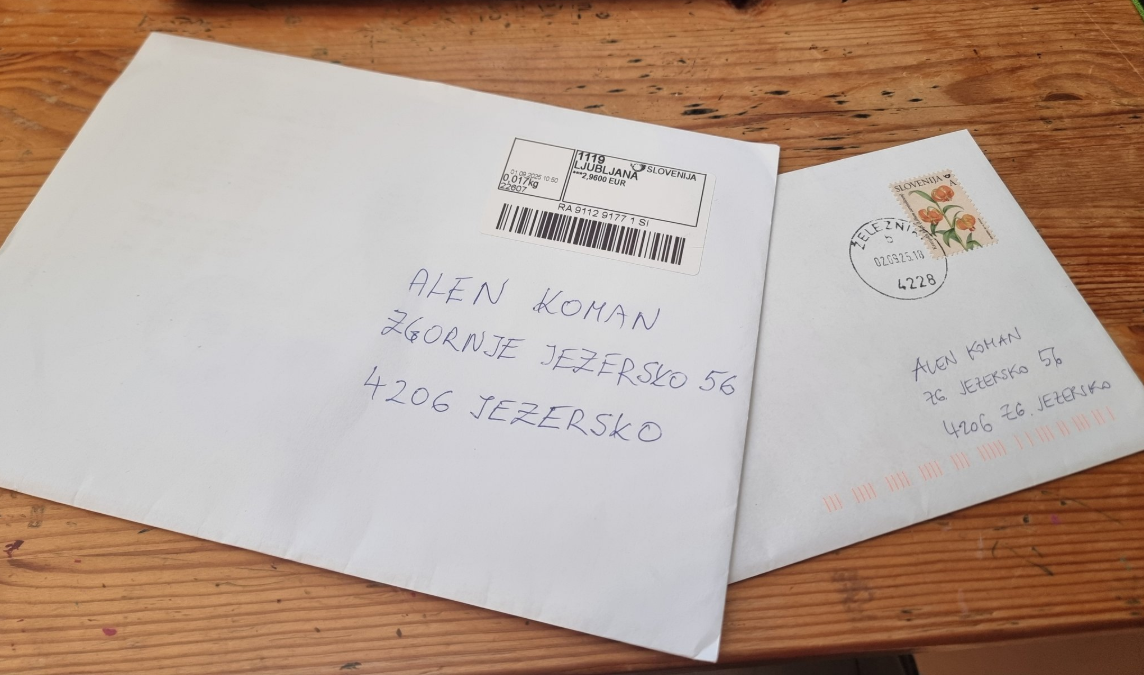 1119
LJUBLJANA
SLOVENIJA
***2,9600 EUR
01.09.2025 10:50
0,017kg
22607
RA 9112 9177 1 SI
ALEN KOMAN
ZGORNJE JEZERSKO 56
4206 JEZERSKO
SLOVENIJA A
02.09.25.18
4228
ALEN KOMAN
ZG. JEZERSKO 56
4206 ZG. JEZERSKO